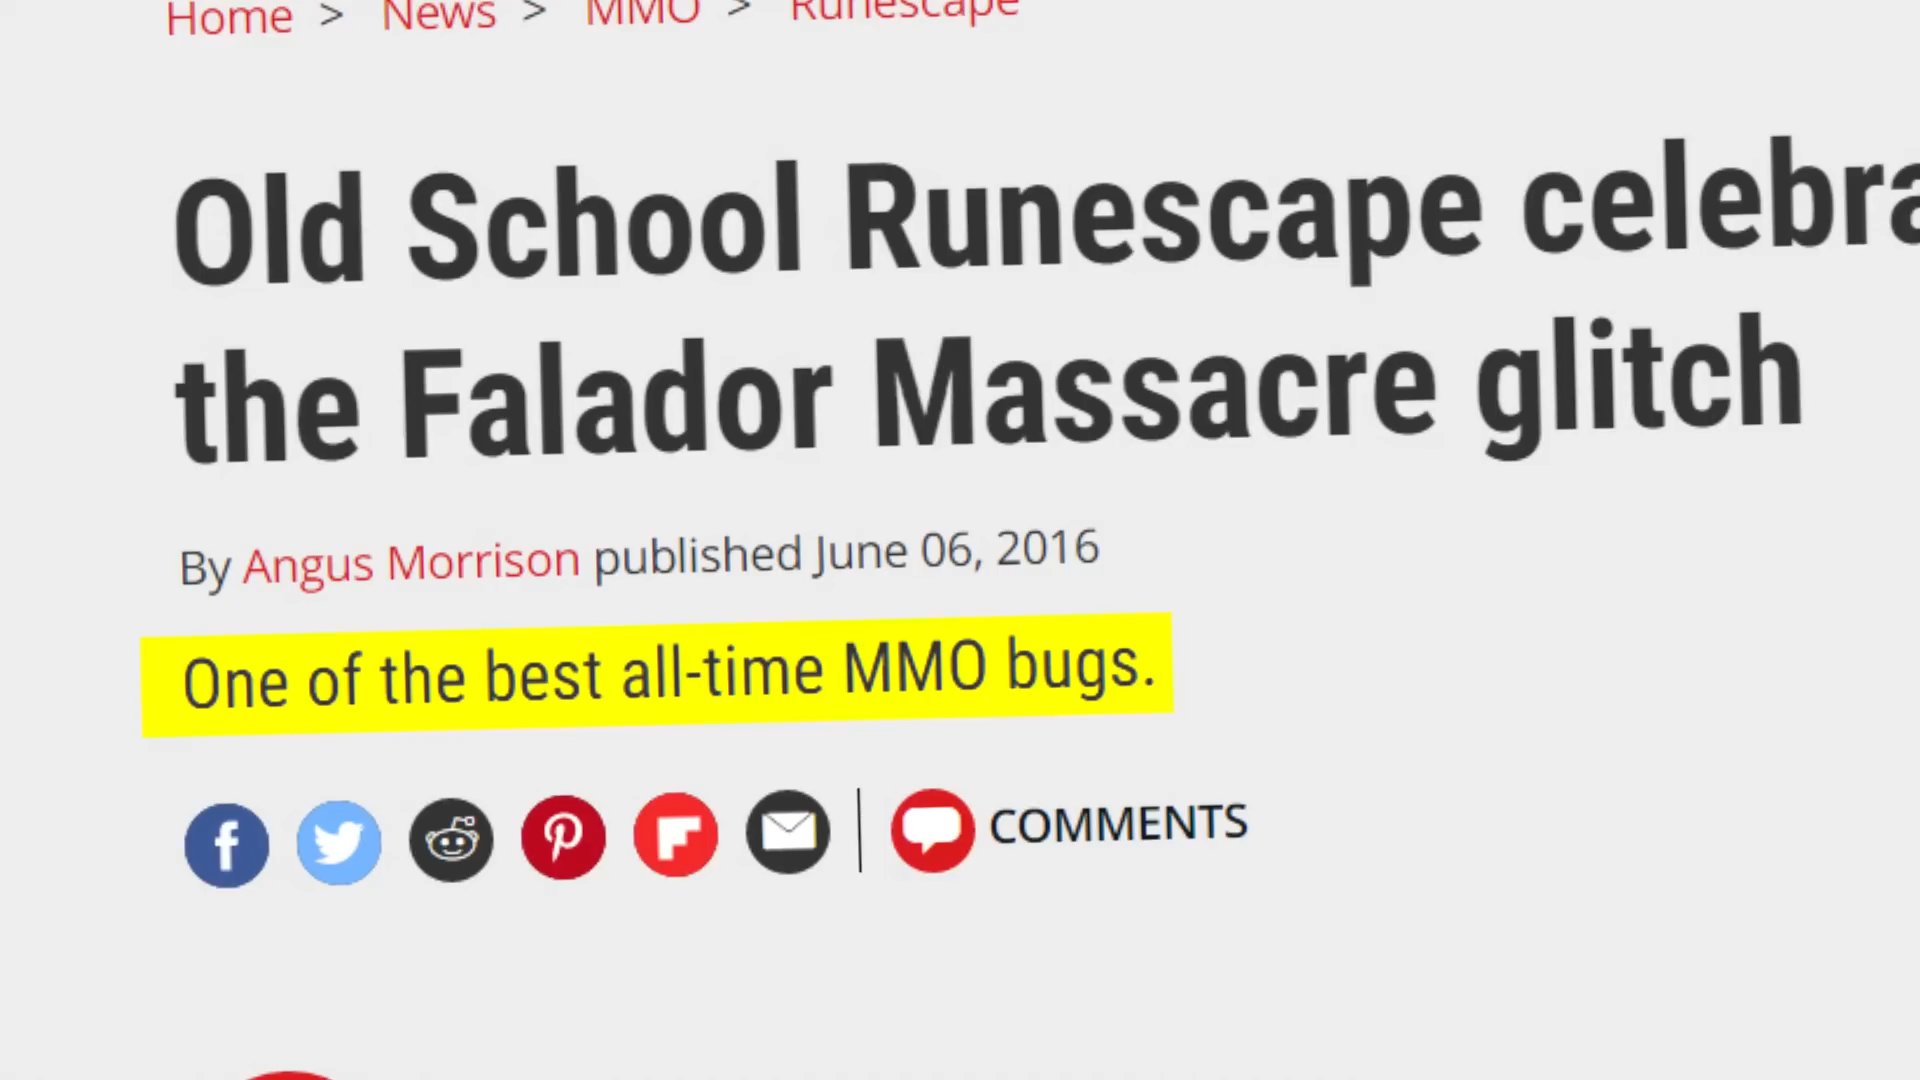 Home > News > MMO > Runescape
Old School Runescape celebra
the Falador Massacre glitch
By Angus Morrison published June 06, 2016
One of the best all-time MMO bugs.
COMMENTS